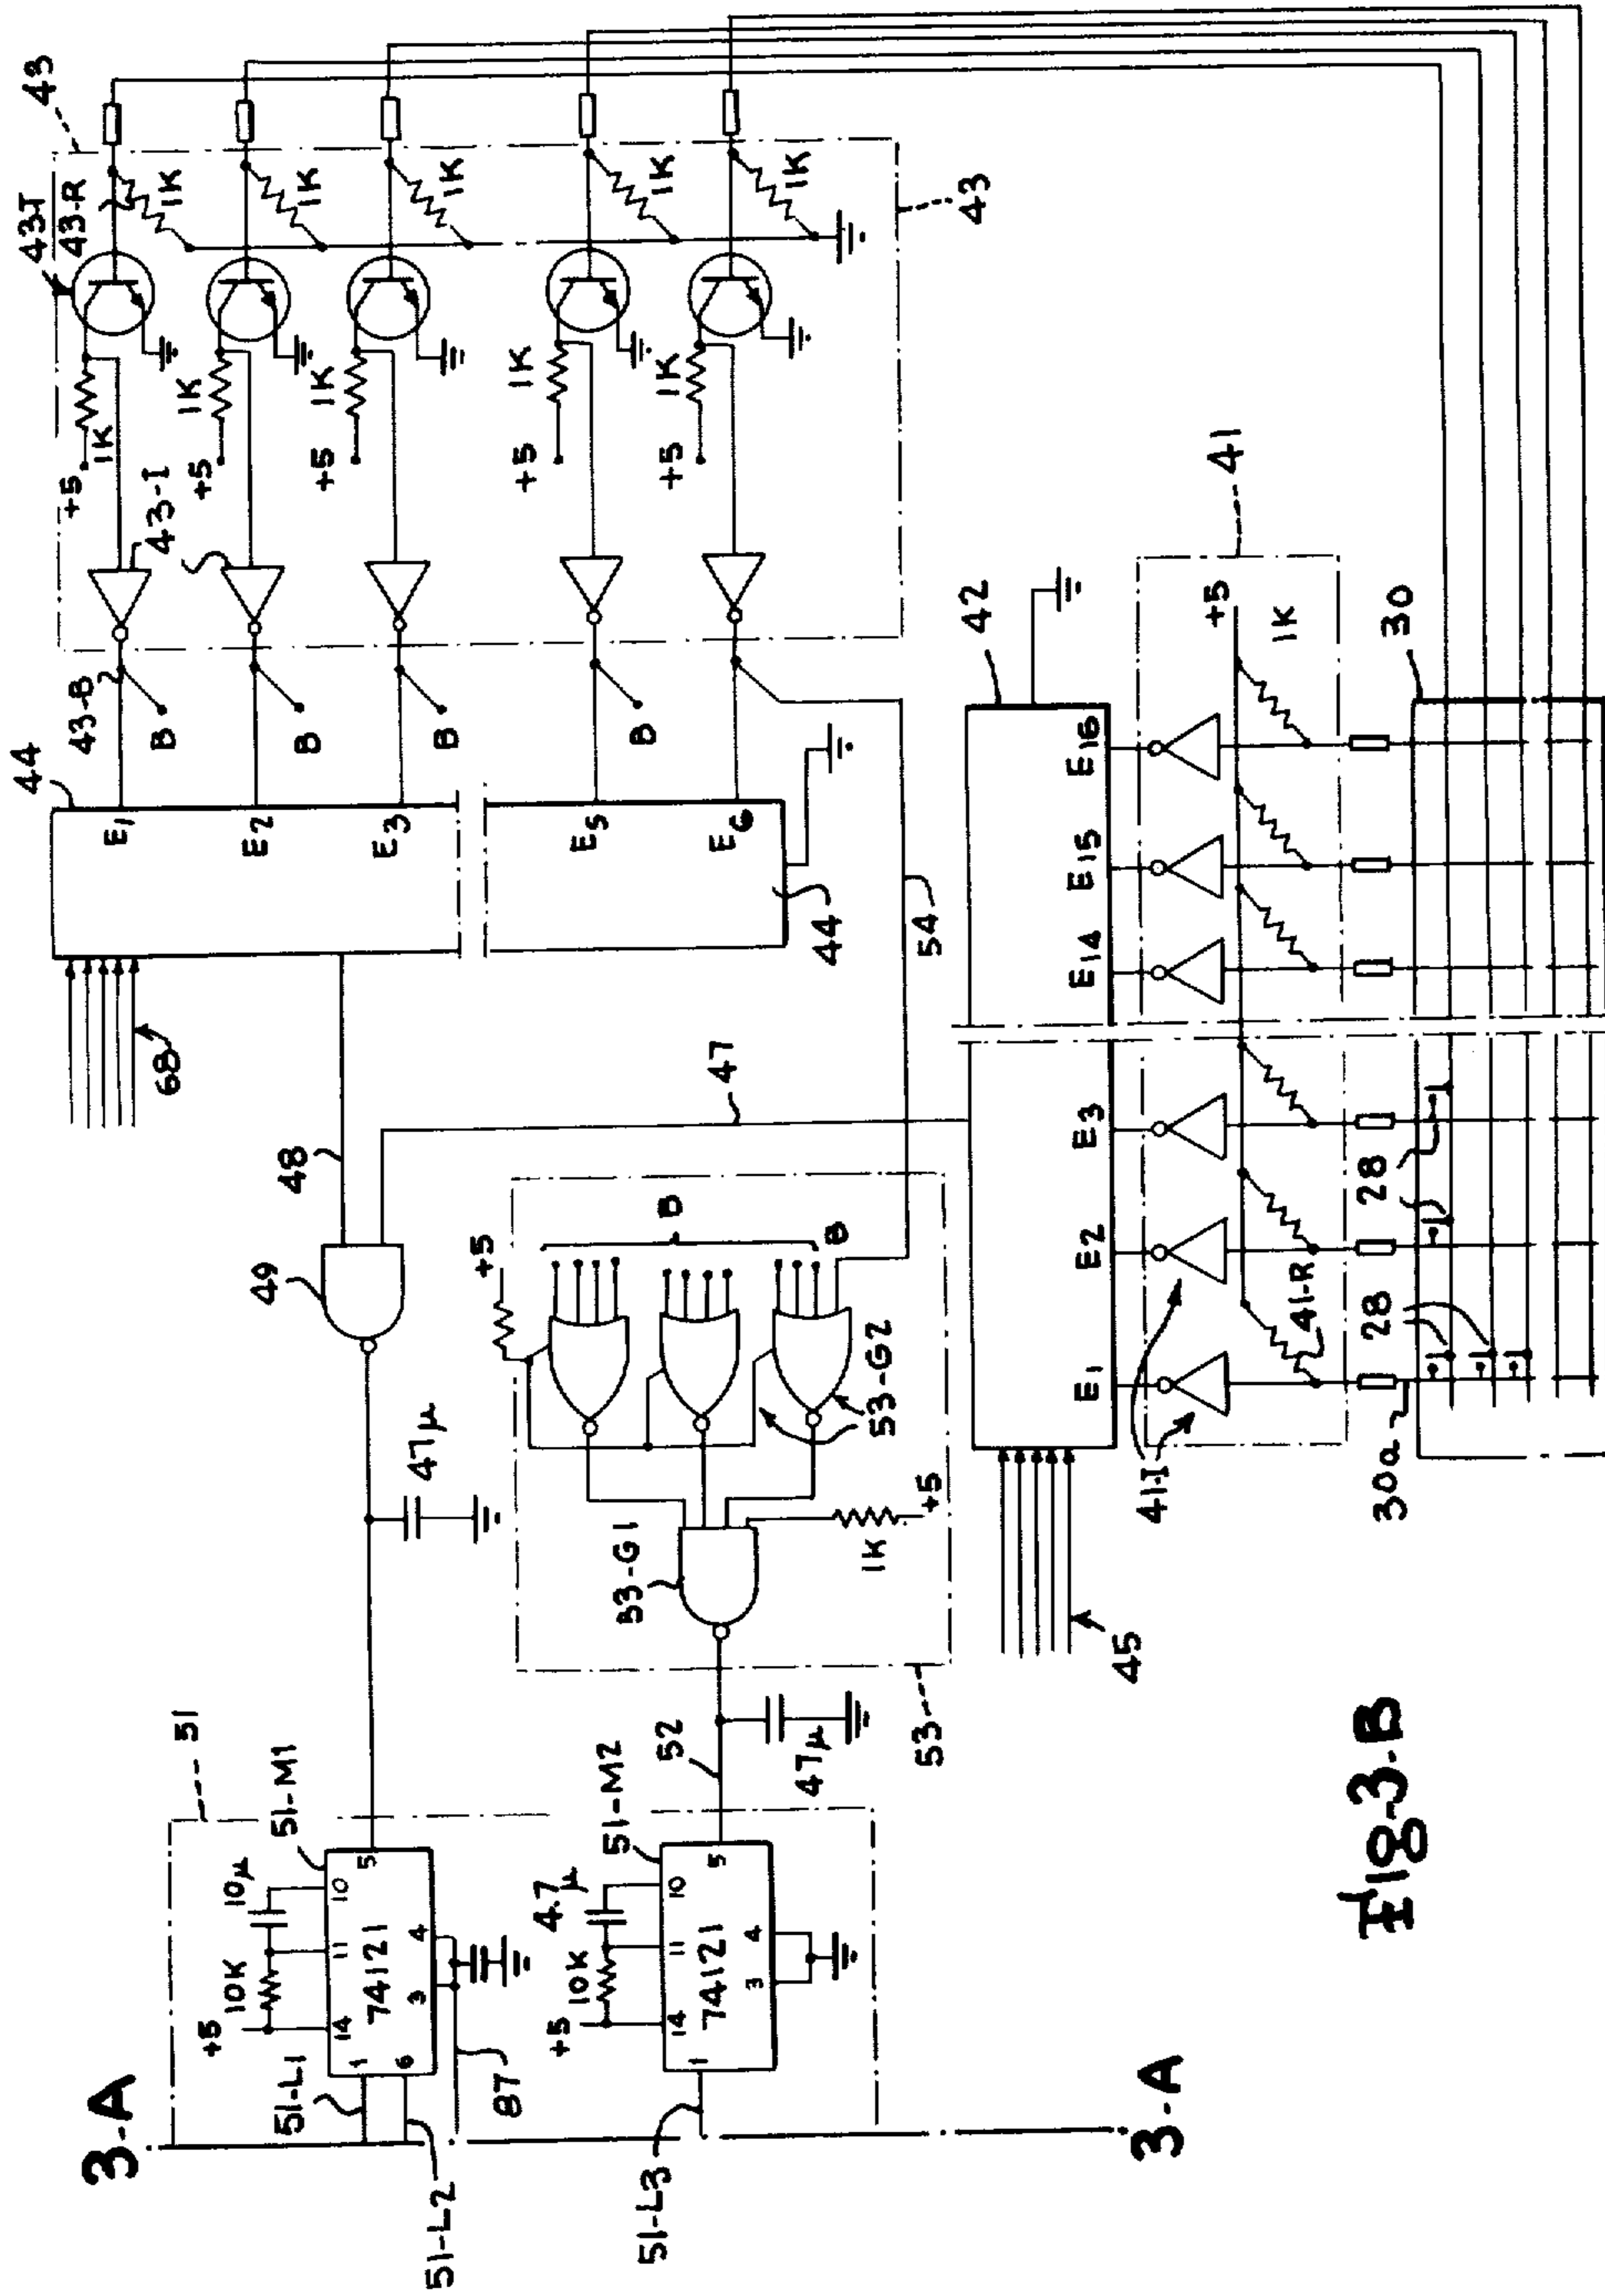 43
43-T
43-R
1K
1K
1K
1K
1K
+5
1K
+5
1K
+5
1K
+5
1K
+5
1K
43-I
43
43-B
B
B
B
B
44
E1
E2
E3
E5
E6
44
68
48
47
54
49
47μ
+5
B
B
53-G2
53-G1
1K
+5
53
52
47μ
42
E1
E2
E3
E14
E15
E16
45
41
+5
1K
41-I
41-R
30
30a
28
28
51
51-M1
10μ
10K
+5
14
11
10
1
5
6
74121
3
4
51-L1
51-L2
87
51-M2
4.7μ
10K
+5
14
11
10
1
5
74121
3
4
51-L3
3-A
3-A
Fig-3-B